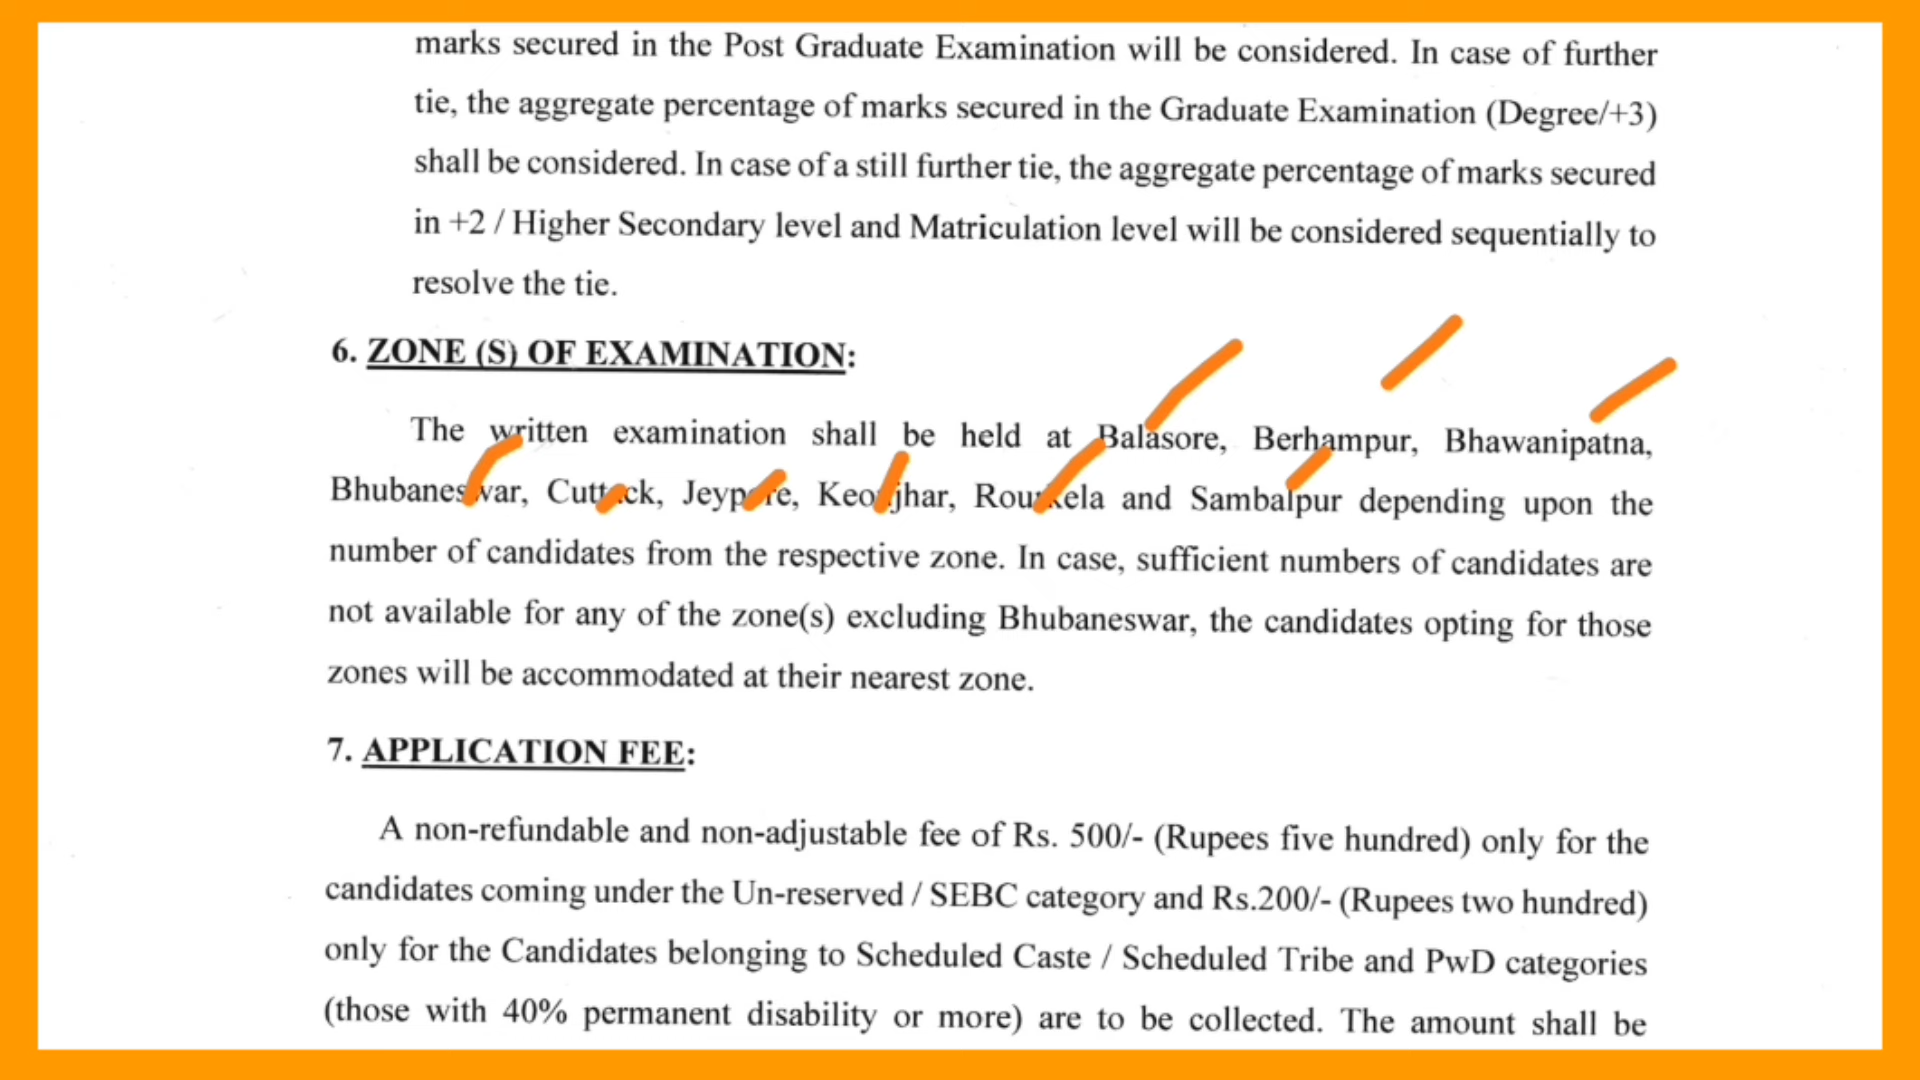 marks secured in the Post Graduate Examination will be considered. In case of further
tie, the aggregate percentage of marks secured in the Graduate Examination (Degree/+3)
shall be considered. In case of a still further tie, the aggregate percentage of marks secured
in +2 / Higher Secondary level and Matriculation level will be considered sequentially to
resolve the tie.
6. ZONE (S) OF EXAMINATION:
The written examination shall be held at Balasore, Berhampur, Bhawanipatna,
Bhubaneswar, Cuttack, Jeypore, Keonjhar, Rourkela and Sambalpur depending upon the
number of candidates from the respective zone. In case, sufficient numbers of candidates are
not available for any of the zone(s) excluding Bhubaneswar, the candidates opting for those
zones will be accommodated at their nearest zone.
7. APPLICATION FEE:
A non-refundable and non-adjustable fee of Rs. 500/- (Rupees five hundred) only for the
candidates coming under the Un-reserved / SEBC category and Rs.200/- (Rupees two hundred)
only for the Candidates belonging to Scheduled Caste / Scheduled Tribe and PwD categories
(those with 40% permanent disability or more) are to be collected. The amount shall be